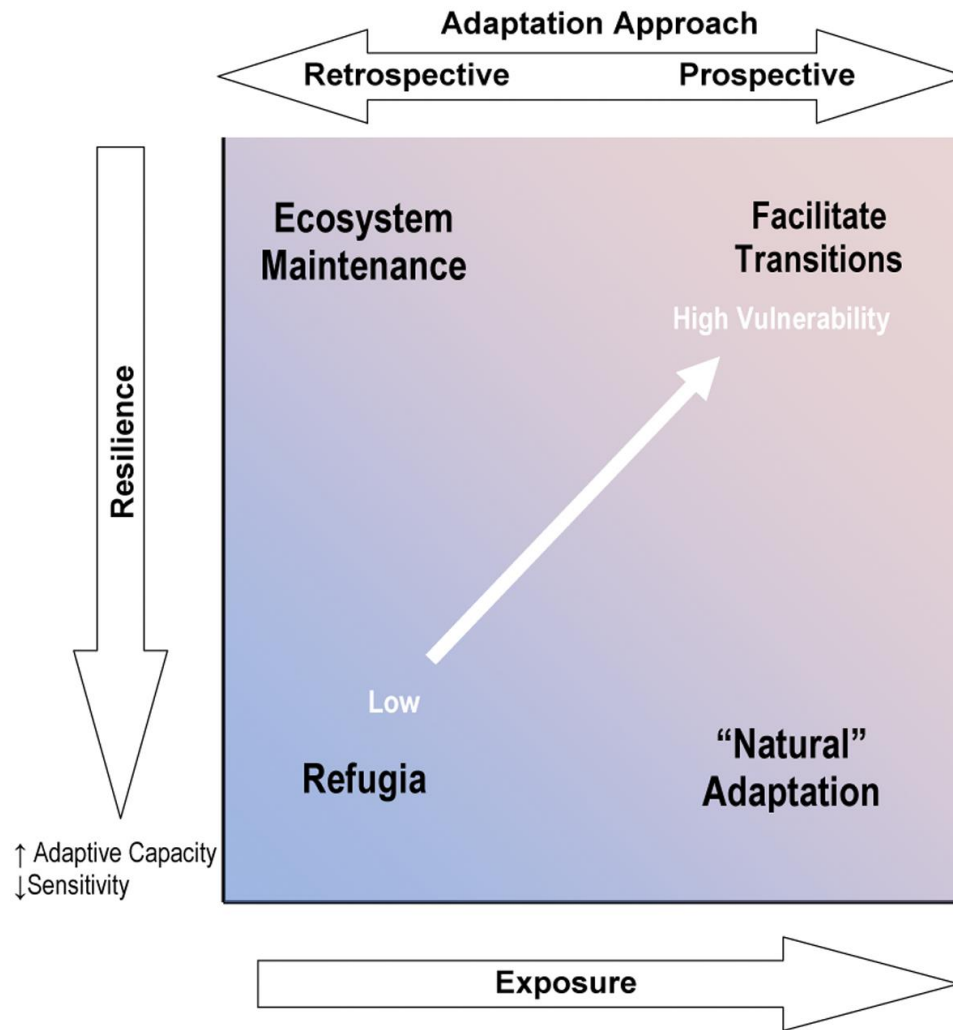 Adaptation Approach
Retrospective
Prospective
Ecosystem
Maintenance
Facilitate
Transitions
High Vulnerability
Resilience
Low
Refugia
“Natural”
Adaptation
↑ Adaptive Capacity
↓Sensitivity
Exposure